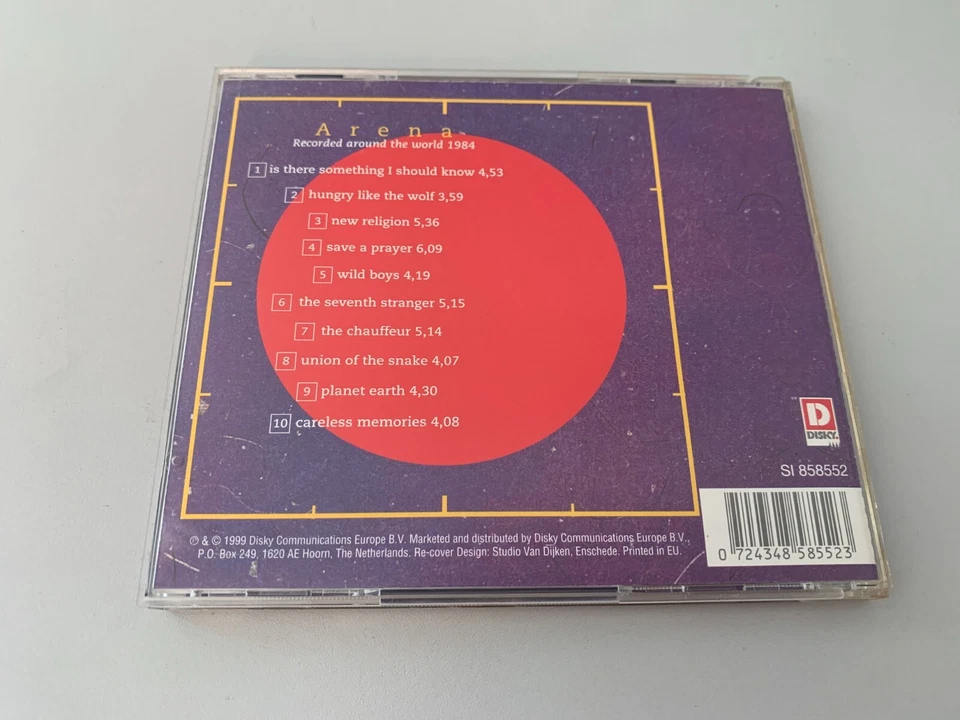 Arena
Recorded around the world 1984
1 is there something I should know 4,53
2 hungry like the wolf 3,59
3 new religion 5,36
4 save a prayer 6,09
5 wild boys 4,19
6 the seventh stranger 5,15
7 the chauffeur 5,14
8 union of the snake 4,07
9 planet earth 4,30
10 careless memories 4,08
D
DISKY
SI 858552
0 724348 585523
℗ & © 1999 Disky Communications Europe B.V. Marketed and distributed by Disky Communications Europe B.V.,
P.O. Box 249, 1620 AE Hoorn, The Netherlands. Re-cover Design: Studio Van Dijken, Enschede. Printed in EU.